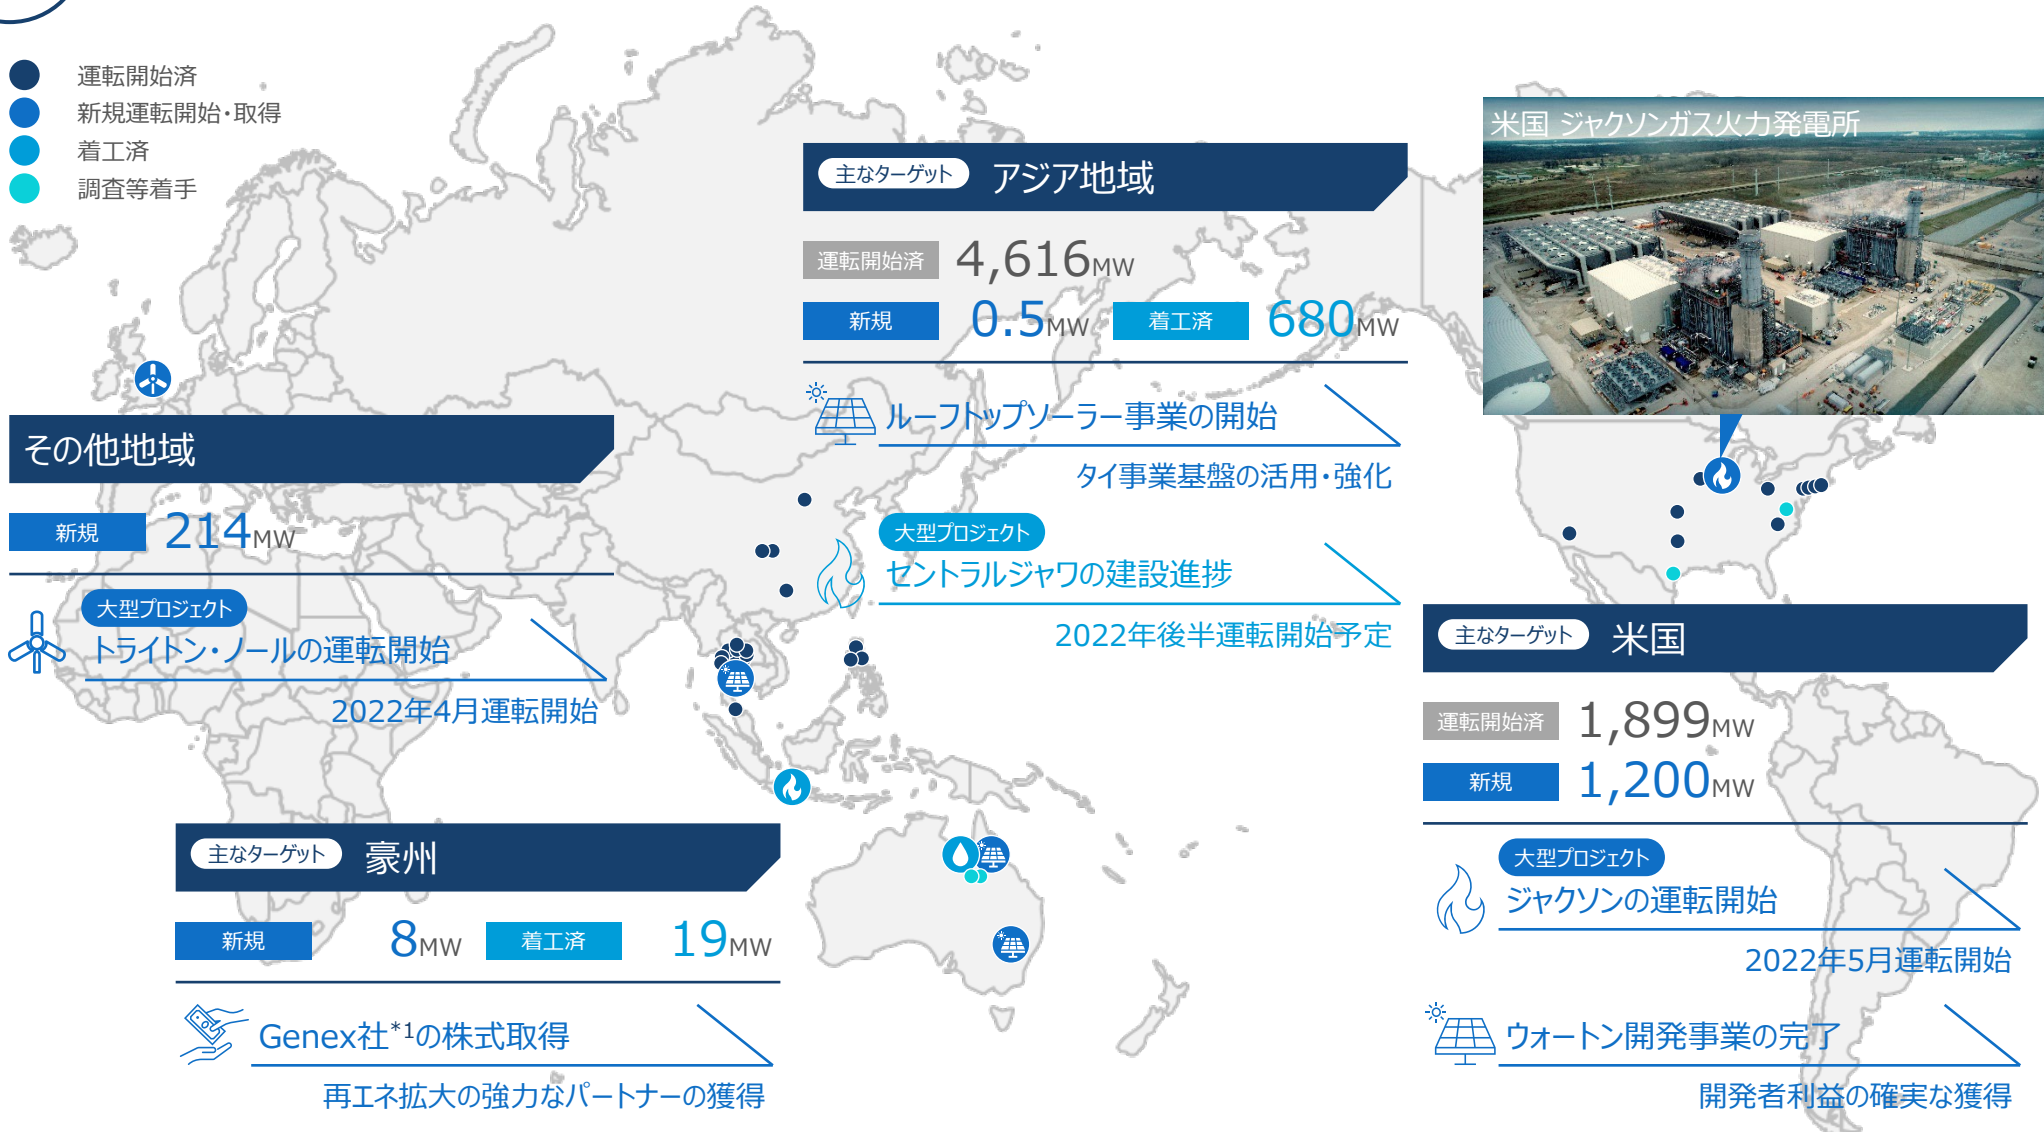 運転開始済
新規運転開始・取得
着工済
調査等着手
米国 ジャクソンガス火力発電所
主なターゲット アジア地域
運転開始済 4,616MW
新規 0.5MW 着工済 680MW
ルーフトップソーラー事業の開始
タイ事業基盤の活用・強化
大型プロジェクト
セントラルジャワの建設進捗
2022年後半運転開始予定
その他地域
新規 214MW
大型プロジェクト
トライトン・ノールの運転開始
2022年4月運転開始
主なターゲット 米国
運転開始済 1,899MW
新規 1,200MW
大型プロジェクト
ジャクソンの運転開始
2022年5月運転開始
ウォートン開発事業の完了
開発者利益の確実な獲得
主なターゲット 豪州
新規 8MW 着工済 19MW
Genex社*1の株式取得
再エネ拡大の強力なパートナーの獲得